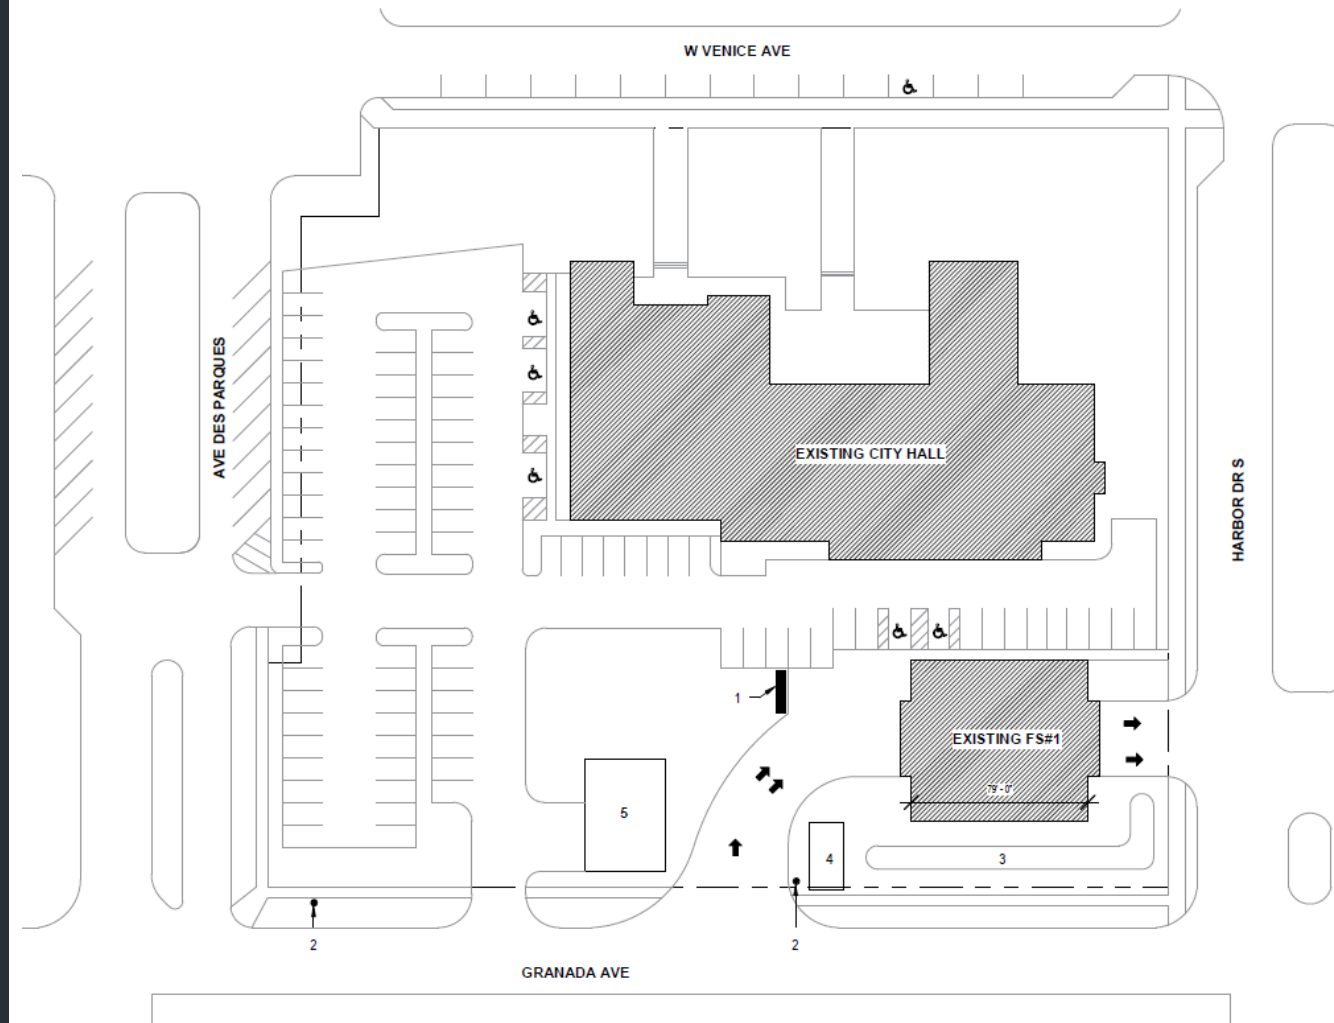 W VENICE AVE
AVE DES PARQUES
EXISTING CITY HALL
HARBOR DR S
1
EXISTING FS#1
79' - 0"
5
4
3
2
2
GRANADA AVE